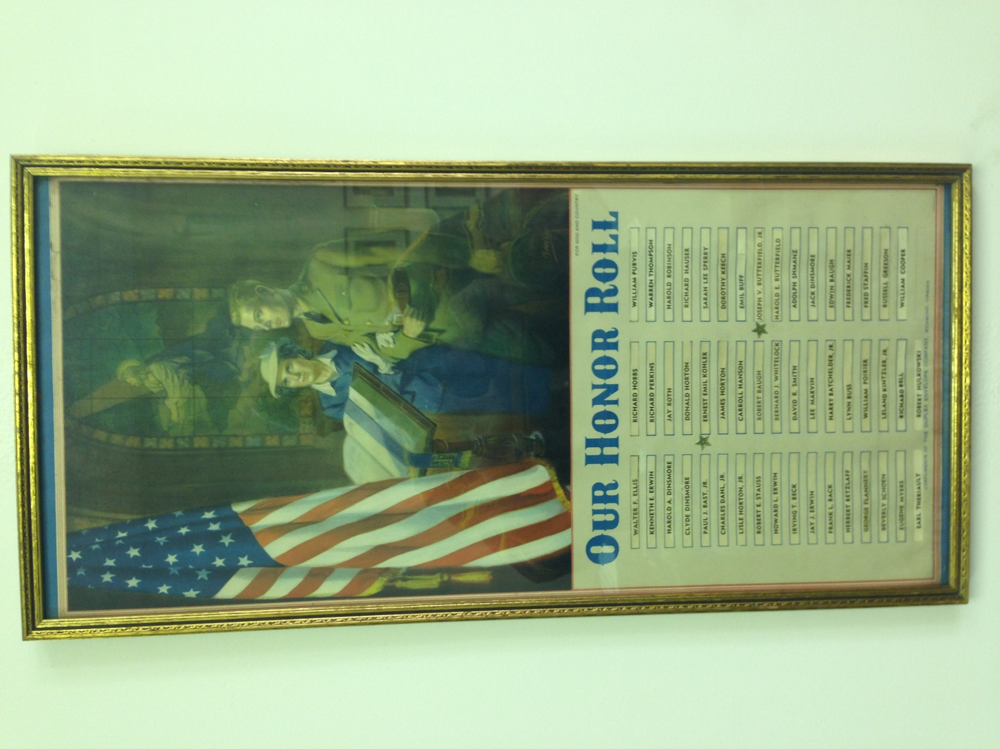 FOR GOD AND COUNTRY
OUR HONOR ROLL
WALTER F. ELLIS
KENNETH E. ERWIN
HAROLD A. DINSMORE
CLYDE DINSMORE
PAUL J. BAST, JR.
CHARLES DAHL, JR.
LISLE HORTON, JR.
ROBERT E. STAUSS
HOWARD L. ERWIN
IRVING T. BECK
JAY J. ERWIN
FRANK L. BACK
HERBERT RETZLAFF
GEORGE FLANNERY
BEVERLY SCHOEN
EUGENE MYERS
EARL THERIAULT
RICHARD HOBBS
RICHARD PERKINS
JAY ROTH
DONALD HORTON
ERNEST EMIL KOHLER
JAMES HORTON
CARROLL HANSON
ROBERT BAUGH
BERNARD J. WHITELOCK
DAVID R. SMITH
LEE MARVIN
HARRY BATCHELDER, JR.
LYNN BUSS
WILLIAM POIRIER
LELAND KINTZLER, JR.
RICHARD BELL
ROBERT HULKOWSKI
WILLIAM PURVIS
WARREN THOMPSON
HAROLD ROBINSON
RICHARD HAUSER
SARAH LEE SPERRY
DOROTHY KEECH
EMIL BUFF
JOSEPH V. BUTTERFIELD, JR.
HAROLD E. BUTTERFIELD
ADOLPH SHMANZ
JACK DINSMORE
EDWIN BAUGH
FREDERICK MAIER
FRED STAFFIN
RUSSELL GREESON
WILLIAM COOPER
COMPLIMENTS OF THE DUPLEX ENVELOPE COMPANY, RICHMOND, VIRGINIA